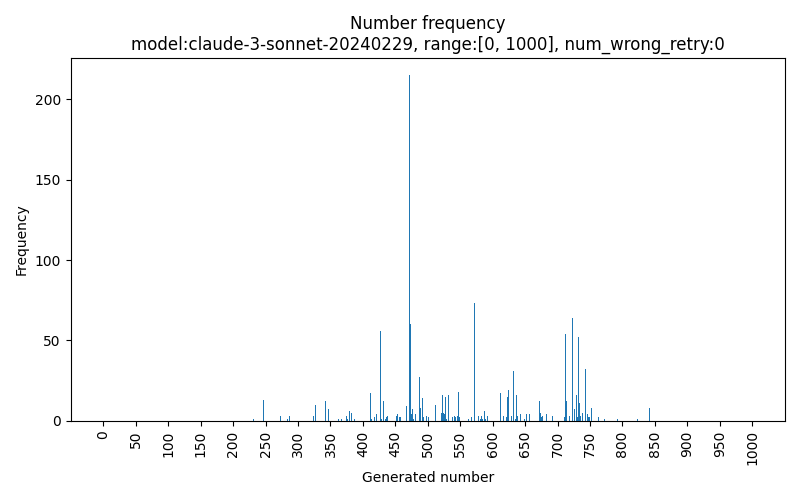 Number frequency
model:claude-3-sonnet-20240229, range:[0, 1000], num_wrong_retry:0
Frequency
200
150
100
50
0
0 50 100 150 200 250 300 350 400 450 500 550 600 650 700 750 800 850 900 950 1000
Generated number